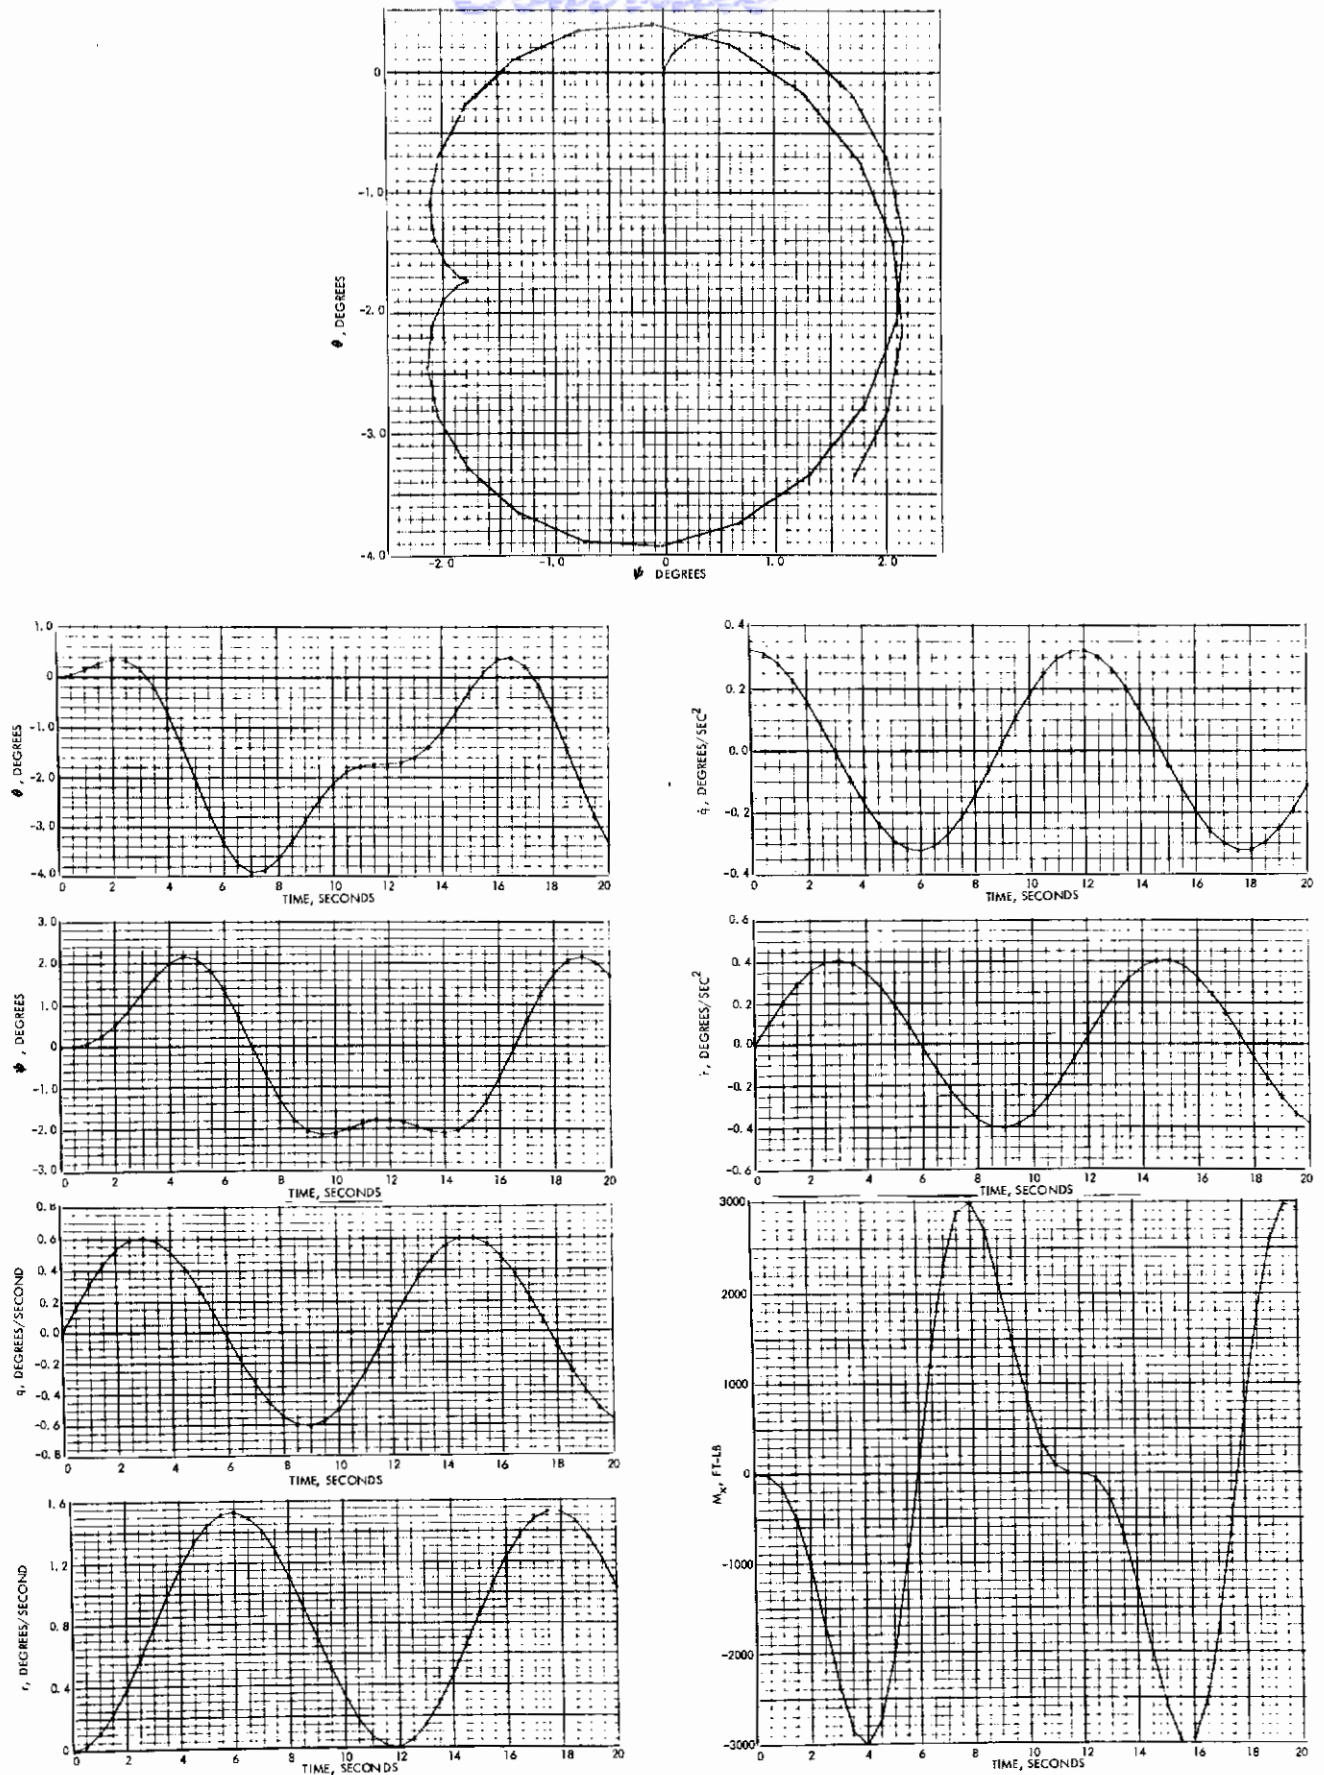 0
-1.0
-2.0
-3.0
-4.0
θ, DEGREES
-2.0 -1.0 0 1.0 2.0
ψ DEGREES
1.0
0
-1.0
-2.0
-3.0
-4.0
θ, DEGREES
0 2 4 6 8 10 12 14 16 18 20
TIME, SECONDS
0.4
0.2
0.0
-0.2
-0.4
q̇, DEGREES/SEC²
0 2 4 6 8 10 12 14 16 18 20
TIME, SECONDS
3.0
2.0
1.0
0
-1.0
-2.0
-3.0
ψ, DEGREES
0 2 4 6 8 10 12 14 16 18 20
TIME, SECONDS
0.6
0.4
0.2
0.0
-0.2
-0.4
-0.6
ṙ, DEGREES/SEC²
0 2 4 6 8 10 12 14 16 18 20
TIME, SECONDS
0.8
0.6
0.4
0.2
0.0
-0.2
-0.4
-0.6
-0.8
q, DEGREES/SECOND
0 2 4 6 8 10 12 14 16 18 20
TIME, SECONDS
3000
2000
1000
0
-1000
-2000
-3000
Mx, FT-LB
0 2 4 6 8 10 12 14 16 18 20
TIME, SECONDS
1.6
1.2
0.8
0.4
0
r, DEGREES/SECOND
0 2 4 6 8 10 12 14 16 18 20
TIME, SECONDS